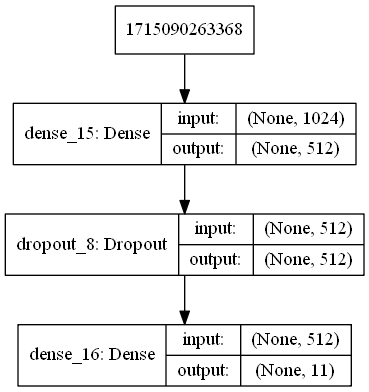 1715090263368
dense_15: Dense
input:
(None, 1024)
output:
(None, 512)
dropout_8: Dropout
input:
(None, 512)
output:
(None, 512)
dense_16: Dense
input:
(None, 512)
output:
(None, 11)